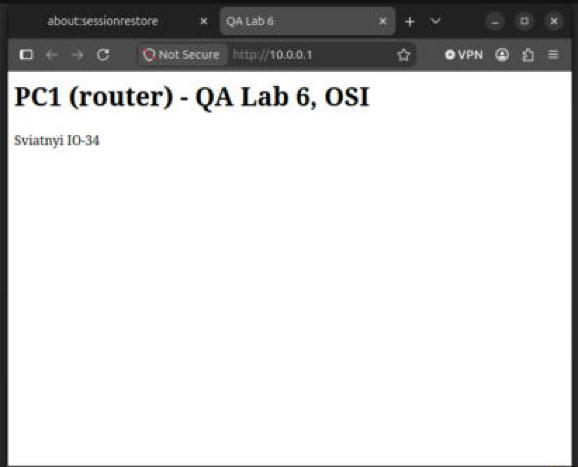 about:sessionrestore
QA Lab 6
Not Secure
http://10.0.0.1
VPN
PC1 (router) - QA Lab 6, OSI
Sviatnyi IO-34